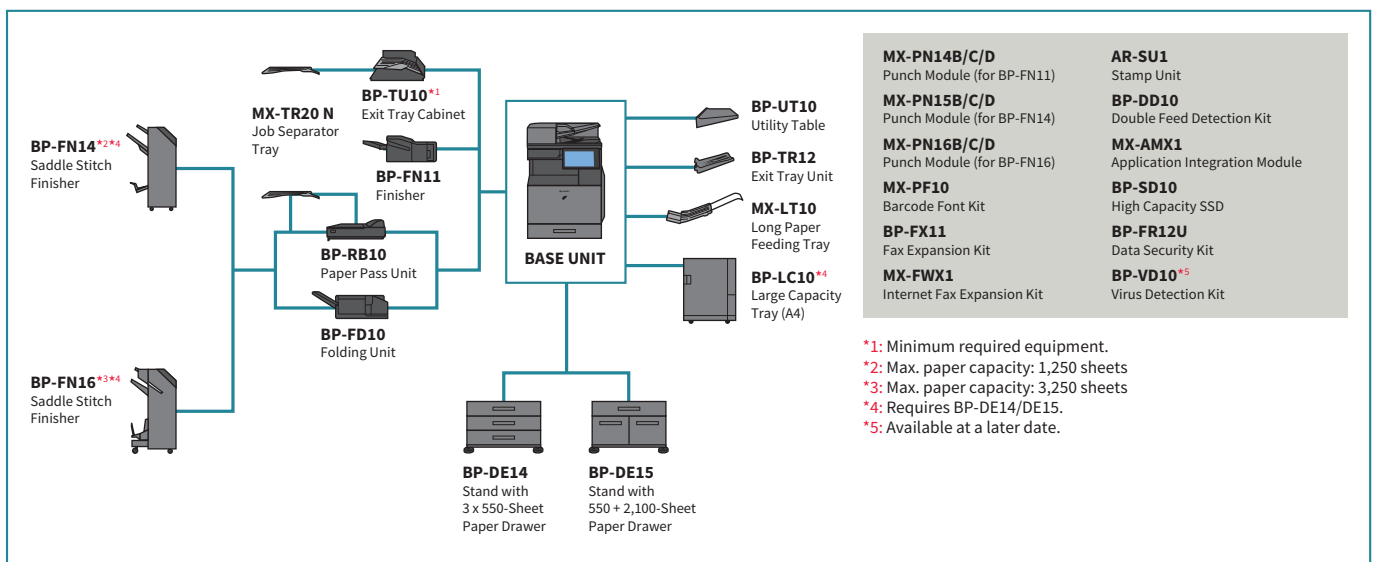 BP-FN14*2*4
Saddle Stitch
Finisher
BP-FN16*3*4
Saddle Stitch
Finisher
MX-TR20 N
Job Separator
Tray
BP-TU10*1
Exit Tray Cabinet
BP-FN11
Finisher
BP-RB10
Paper Pass Unit
BP-FD10
Folding Unit
BASE UNIT
BP-UT10
Utility Table
BP-TR12
Exit Tray Unit
MX-LT10
Long Paper
Feeding Tray
BP-LC10*4
Large Capacity
Tray (A4)
BP-DE14
Stand with
3 x 550-Sheet
Paper Drawer
BP-DE15
Stand with
550 + 2,100-Sheet
Paper Drawer
MX-PN14B/C/D
Punch Module (for BP-FN11)
MX-PN15B/C/D
Punch Module (for BP-FN14)
MX-PN16B/C/D
Punch Module (for BP-FN16)
MX-PF10
Barcode Font Kit
BP-FX11
Fax Expansion Kit
MX-FWX1
Internet Fax Expansion Kit
AR-SU1
Stamp Unit
BP-DD10
Double Feed Detection Kit
MX-AMX1
Application Integration Module
BP-SD10
High Capacity SSD
BP-FR12U
Data Security Kit
BP-VD10*5
Virus Detection Kit
*1: Minimum required equipment.
*2: Max. paper capacity: 1,250 sheets
*3: Max. paper capacity: 3,250 sheets
*4: Requires BP-DE14/DE15.
*5: Available at a later date.